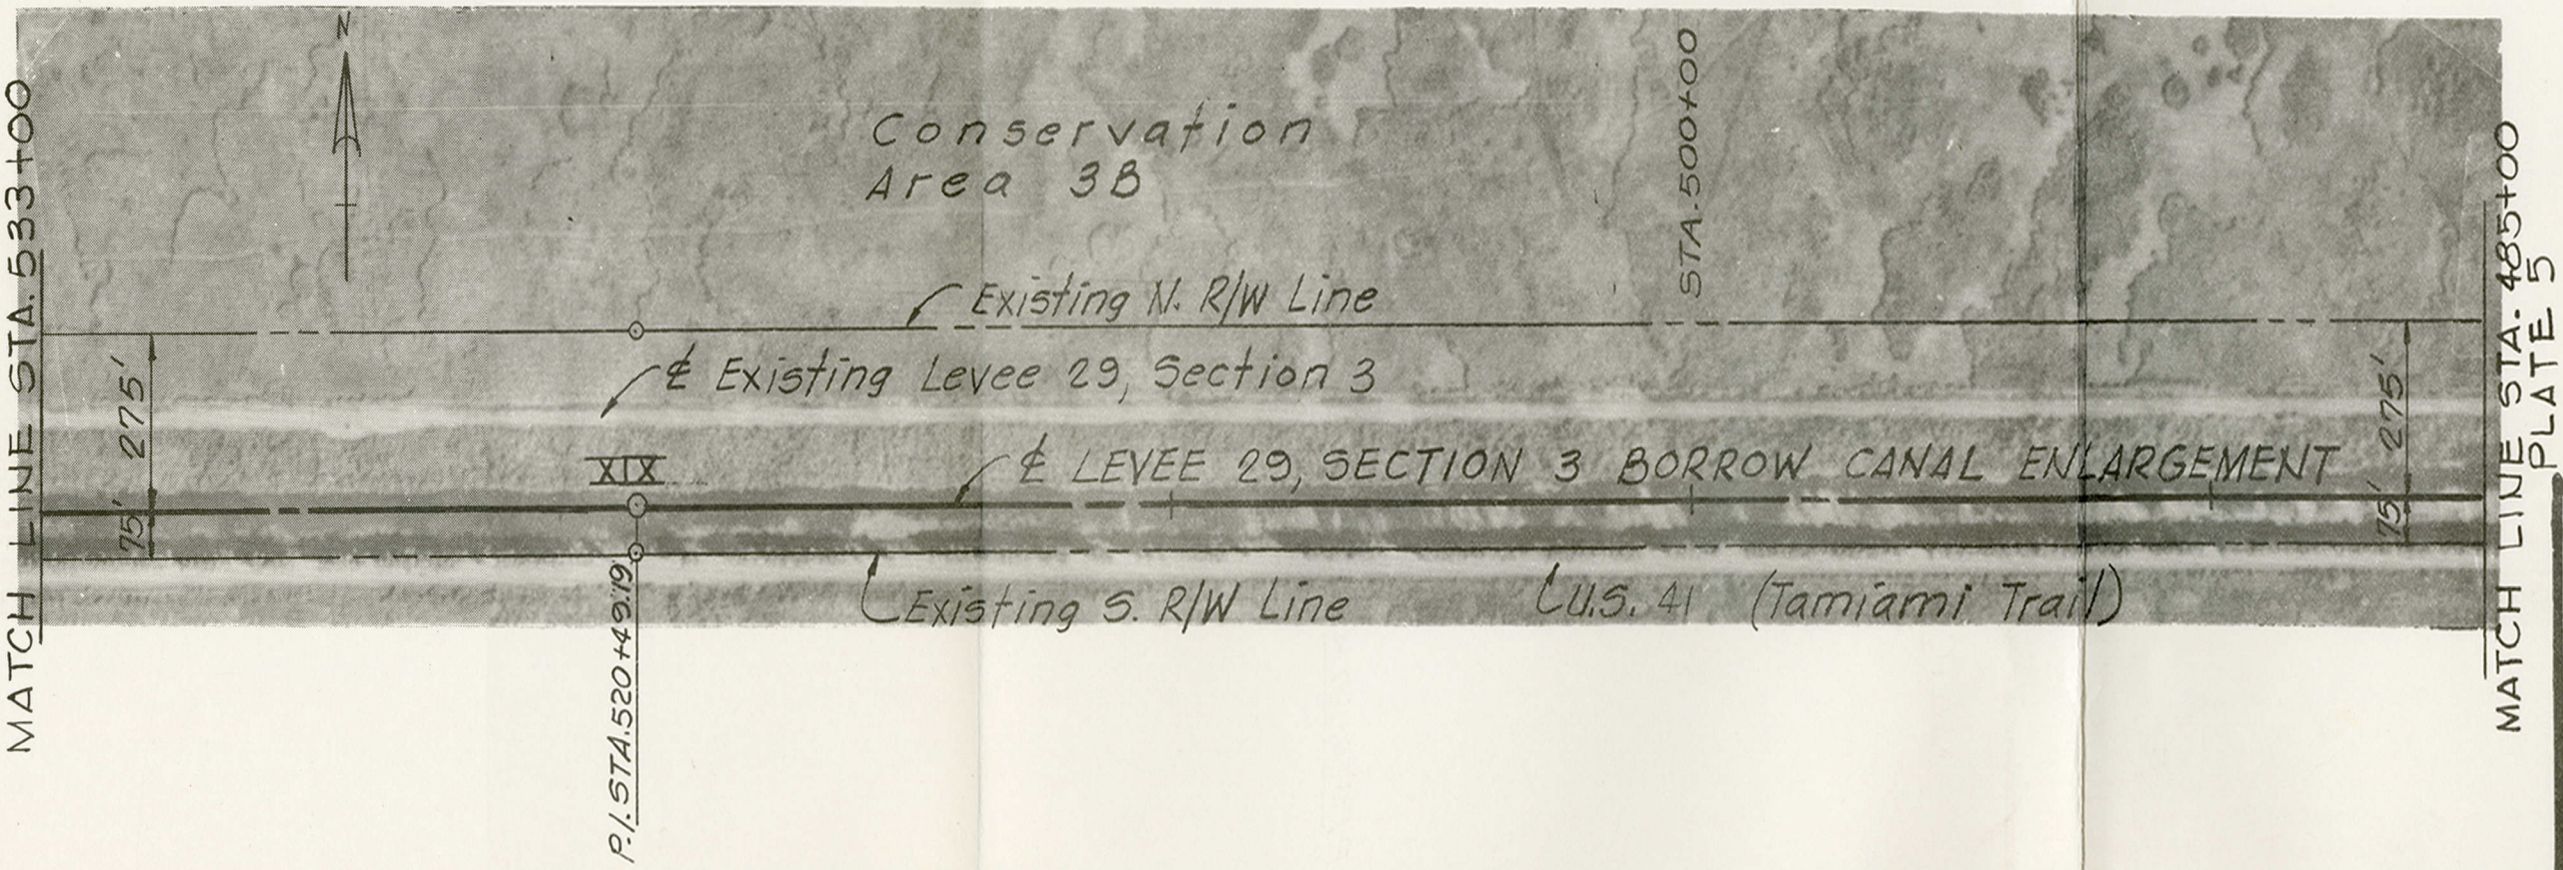 N
Conservation
Area 3B
STA. 500+00
MATCH LINE STA. 533+00
MATCH LINE STA. 485+00
PLATE 5
Existing N. R/W Line
℄ Existing Levee 29, Section 3
275'
275'
XIX
℄ LEVEE 29, SECTION 3 BORROW CANAL ENLARGEMENT
75'
75'
Existing S. R/W Line
U.S. 41 (Tamiami Trail)
P.I. STA. 520+49.19